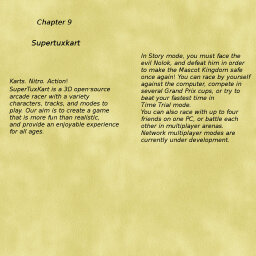 Chapter 9
Supertuxkart
Karts. Nitro. Action!
SuperTuxKart is a 3D open-source
arcade racer with a variety
characters, tracks, and modes to
play. Our aim is to create a game
that is more fun than realistic,
and provide an enjoyable experience
for all ages.
In Story mode, you must face the
evil Nolok, and defeat him in order
to make the Mascot Kingdom safe
once again! You can race by yourself
against the computer, compete in
several Grand Prix cups, or try to
beat your fastest time in
Time Trial mode.
You can also race with up to four
friends on one PC, or battle each
other in multiplayer arenas.
Network multiplayer modes are
currently under development.